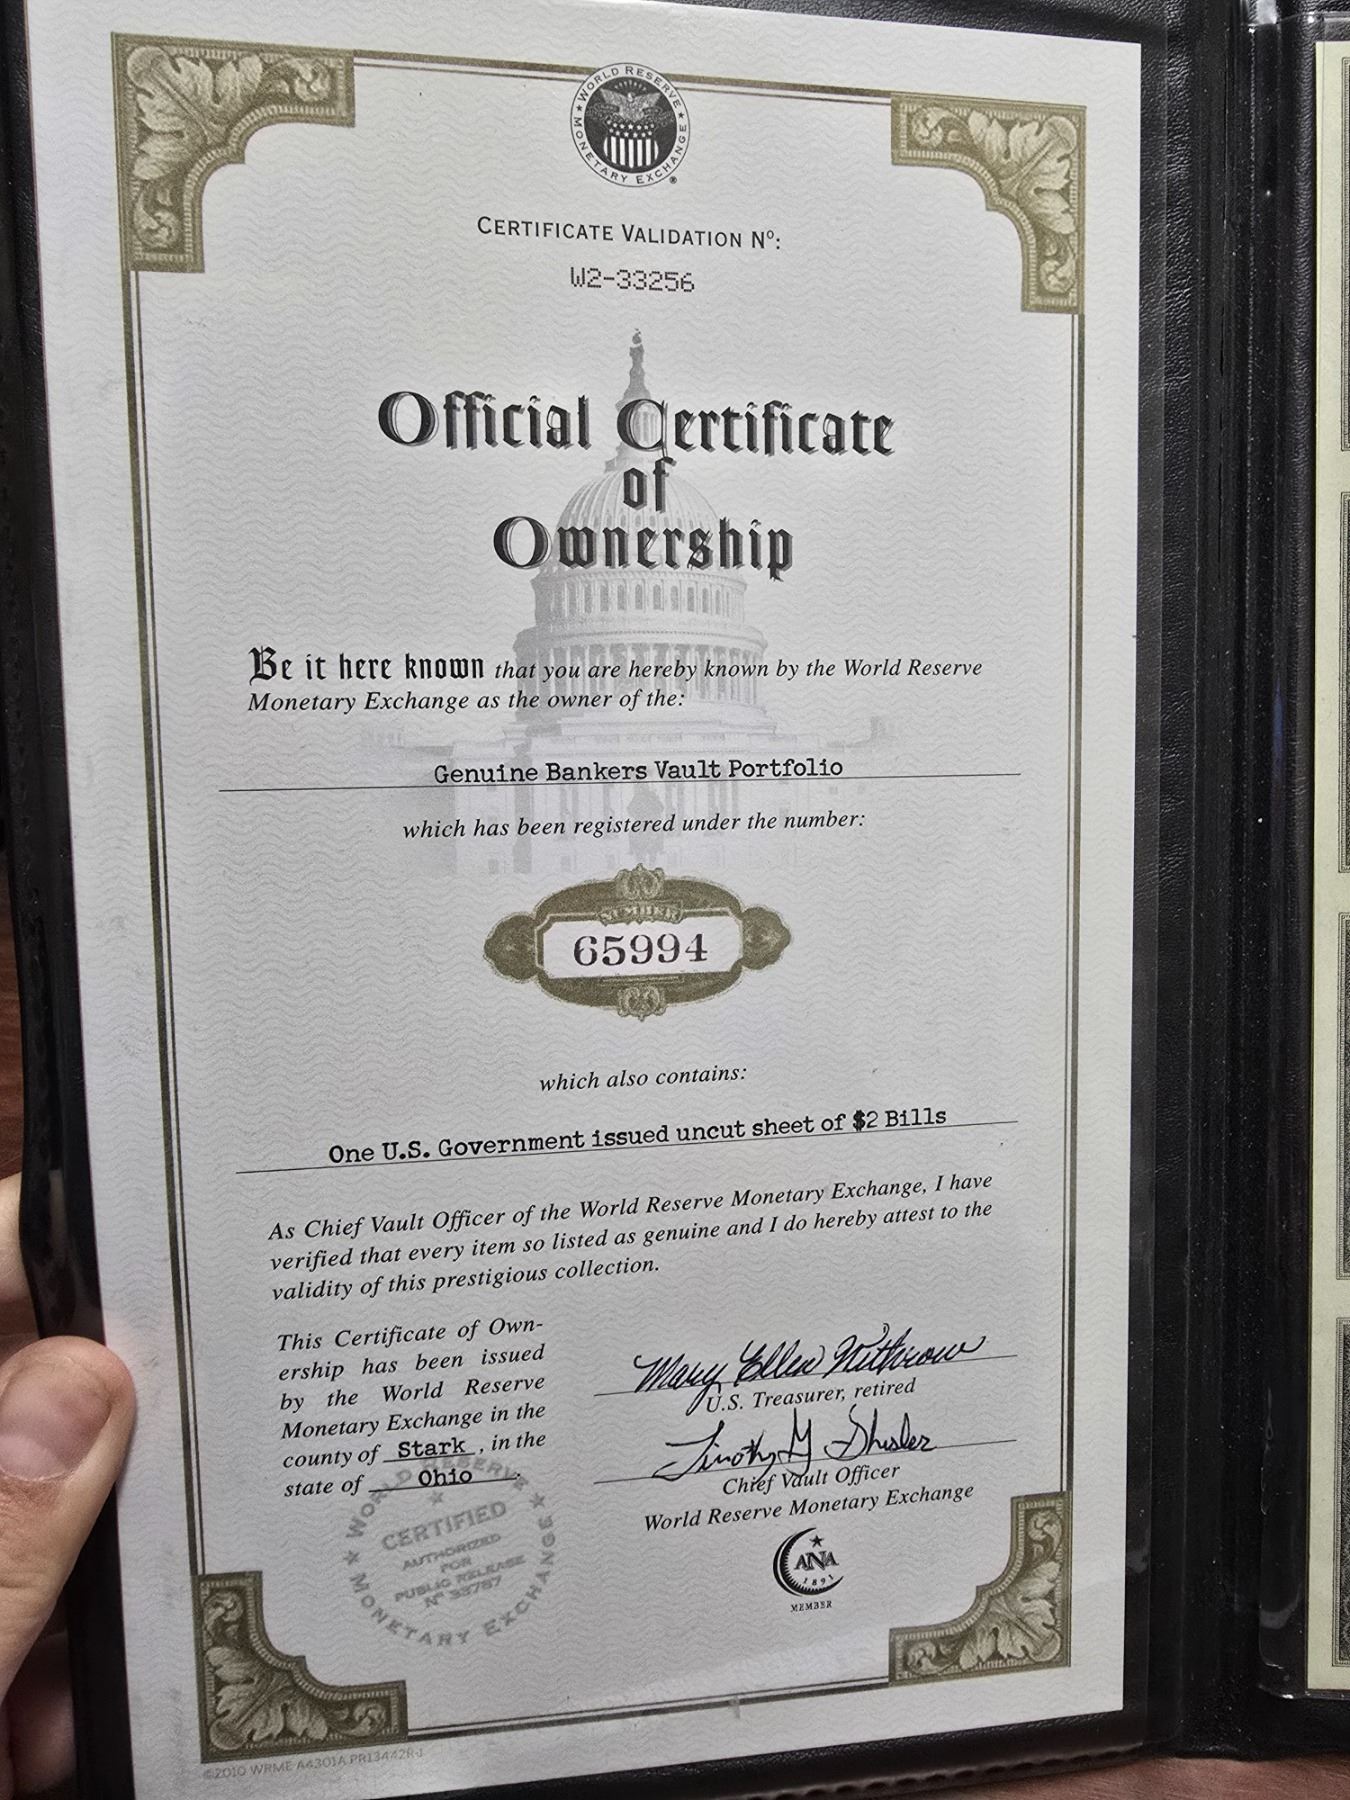 WORLD RESERVE
MONETARY EXCHANGE
®
CERTIFICATE VALIDATION Nº:
W2-33256
Official Certificate
of
Ownership
Be it here known that you are hereby known by the World Reserve
Monetary Exchange as the owner of the:
Genuine Bankers Vault Portfolio
which has been registered under the number:
NUMBER
65994
which also contains:
One U.S. Government issued uncut sheet of $2 Bills
As Chief Vault Officer of the World Reserve Monetary Exchange, I have
verified that every item so listed as genuine and I do hereby attest to the
validity of this prestigious collection.
This Certificate of Own-
ership has been issued
by the World Reserve
Monetary Exchange in the
county of Stark, in the
state of Ohio.
WORLD RESERVE
MONETARY EXCHANGE
CERTIFIED
AUTHORIZED
FOR
PUBLIC RELEASE
Nº 33787
Mary Ellen Withrow
U.S. Treasurer, retired
Timothy J Shisler
Chief Vault Officer
World Reserve Monetary Exchange
ANA
1891
MEMBER
©2010 WRME A4301A PR13442R-1